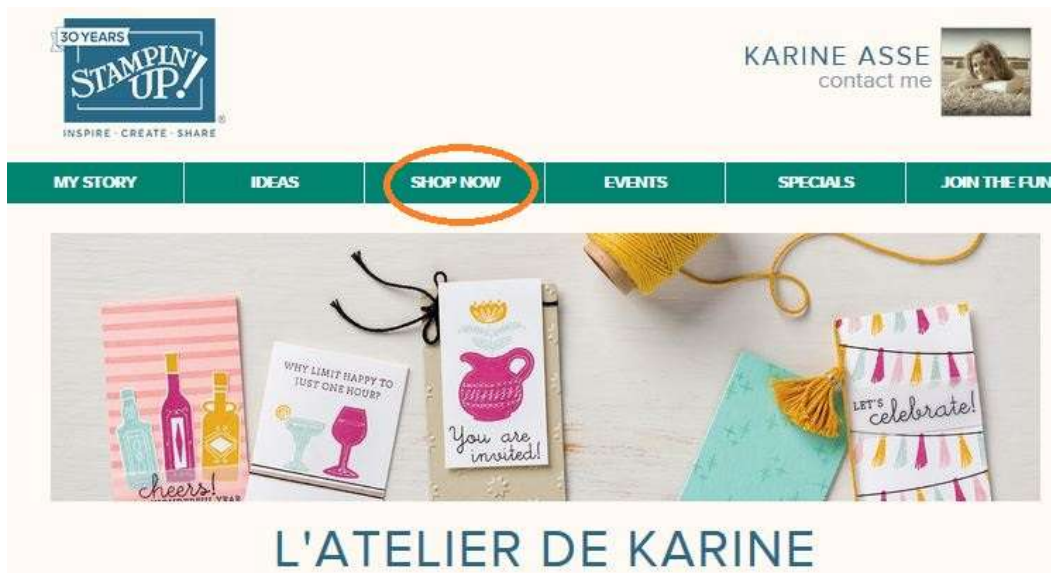 30 YEARS
STAMPIN'
UP!
®
INSPIRE · CREATE · SHARE
KARINE ASSE
contact me
MY STORY
IDEAS
SHOP NOW
EVENTS
SPECIALS
JOIN THE FUN
cheers!
WHY LIMIT HAPPY TO
JUST ONE HOUR?
You are
invited!
LET'S
celebrate!
L'ATELIER DE KARINE